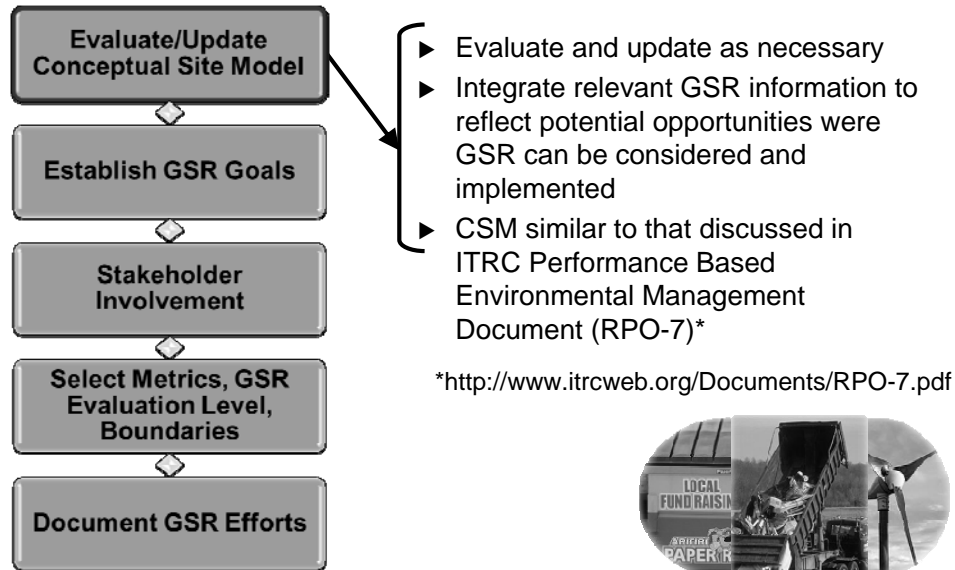 Evaluate/Update
Conceptual Site Model
Establish GSR Goals
Stakeholder
Involvement
Select Metrics, GSR
Evaluation Level,
Boundaries
Document GSR Efforts
► Evaluate and update as necessary
► Integrate relevant GSR information to
reflect potential opportunities were
GSR can be considered and
implemented
► CSM similar to that discussed in
ITRC Performance Based
Environmental Management
Document (RPO-7)*
*http://www.itrcweb.org/Documents/RPO-7.pdf
LOCAL
FUND RAISIN
PAPER R